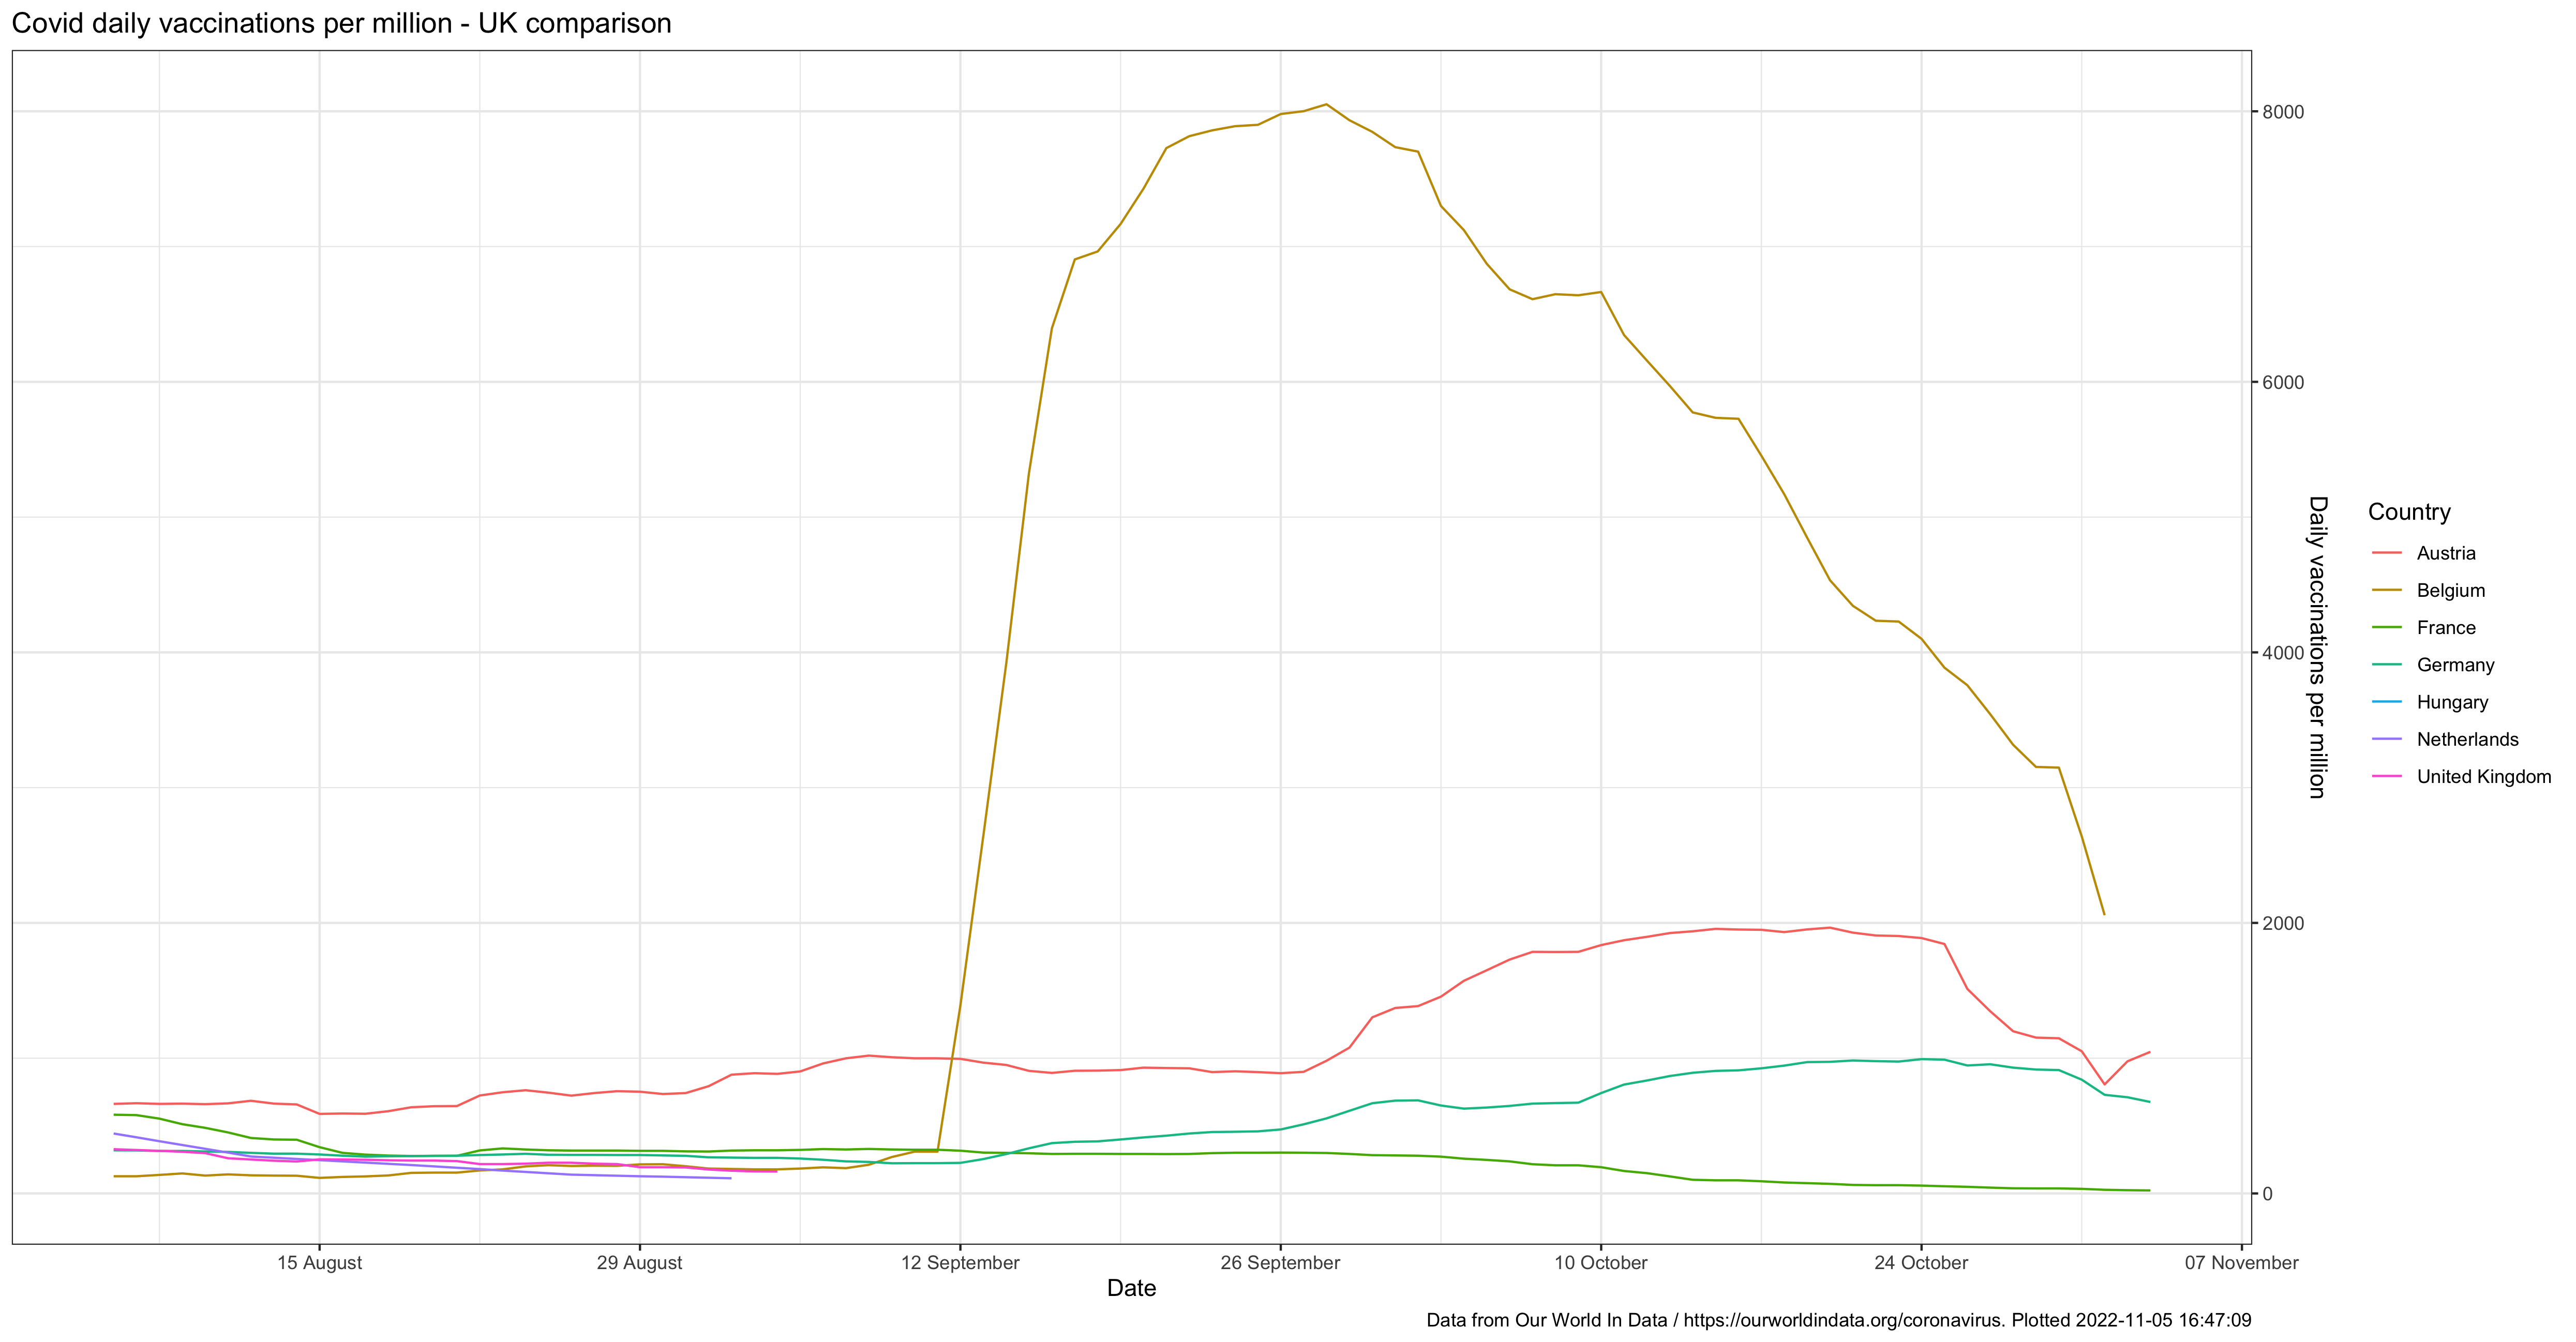 Covid daily vaccinations per million - UK comparison
8000
6000
4000
2000
0
Daily vaccinations per million
Country
Austria
Belgium
France
Germany
Hungary
Netherlands
United Kingdom
15 August
29 August
12 September
26 September
10 October
24 October
07 November
Date
Data from Our World In Data / https://ourworldindata.org/coronavirus. Plotted 2022-11-05 16:47:09